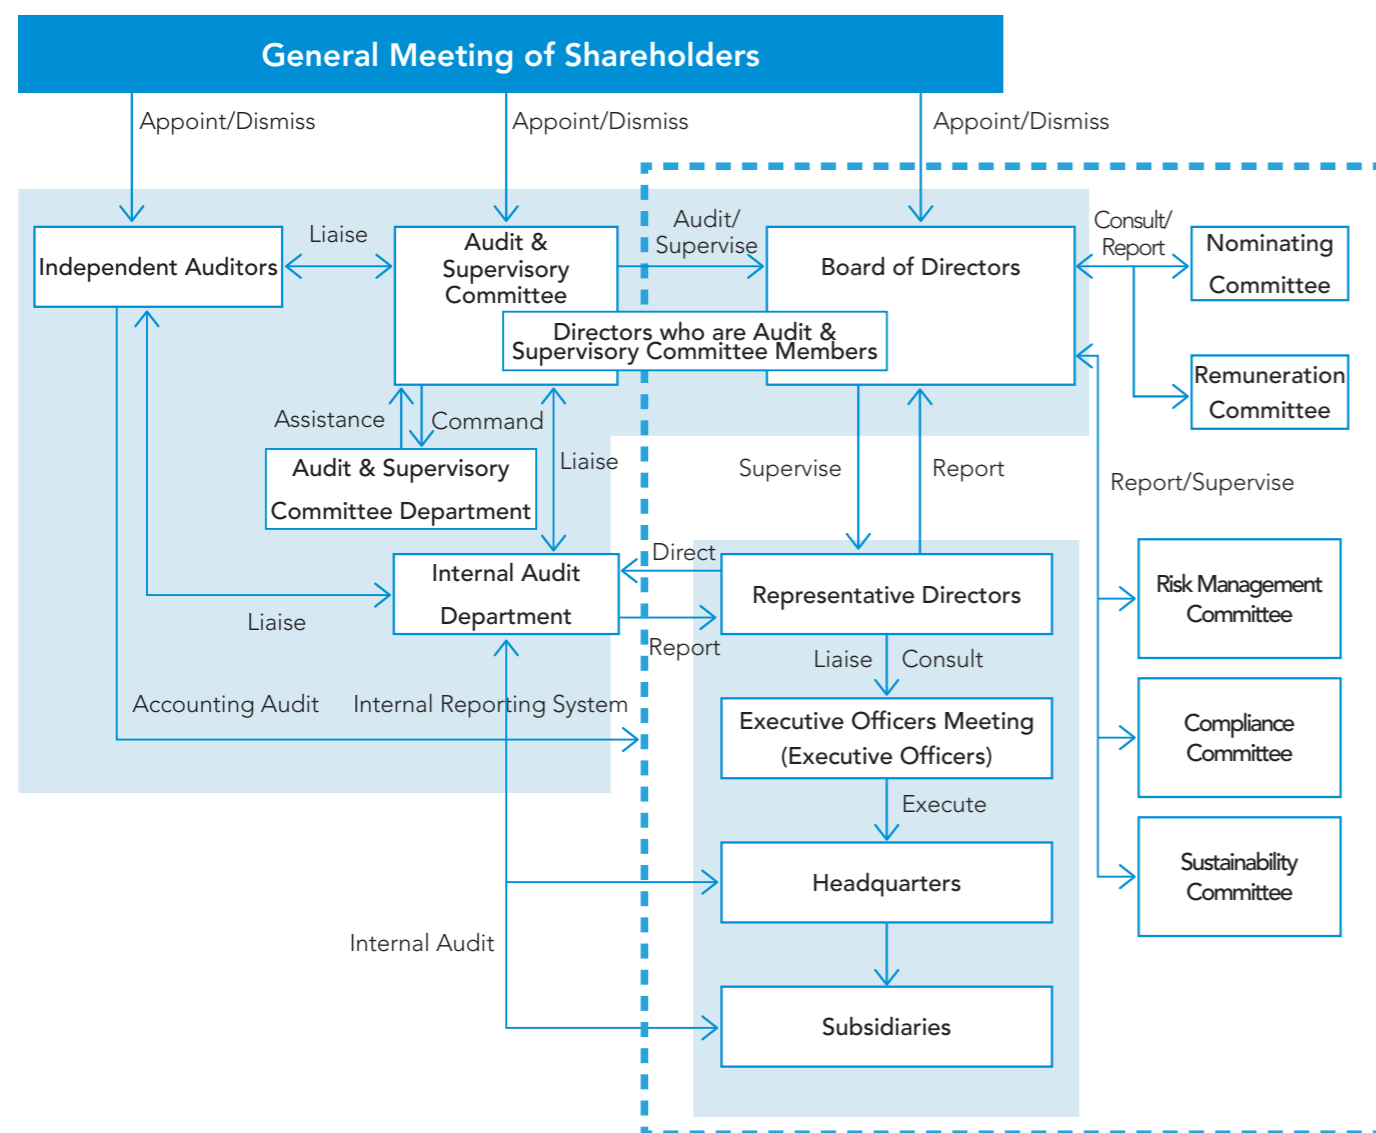 General Meeting of Shareholders
Appoint/Dismiss
Appoint/Dismiss
Appoint/Dismiss
Independent Auditors
Liaise
Audit &
Supervisory
Committee
Audit/
Supervise
Board of Directors
Consult/
Report
Nominating
Committee
Directors who are Audit &
Supervisory Committee Members
Remuneration
Committee
Assistance
Command
Liaise
Supervise
Report
Report/Supervise
Audit & Supervisory
Committee Department
Internal Audit
Department
Direct
Report
Representative Directors
Risk Management
Committee
Liaise
Liaise
Consult
Accounting Audit
Internal Reporting System
Executive Officers Meeting
(Executive Officers)
Compliance
Committee
Execute
Headquarters
Sustainability
Committee
Internal Audit
Subsidiaries